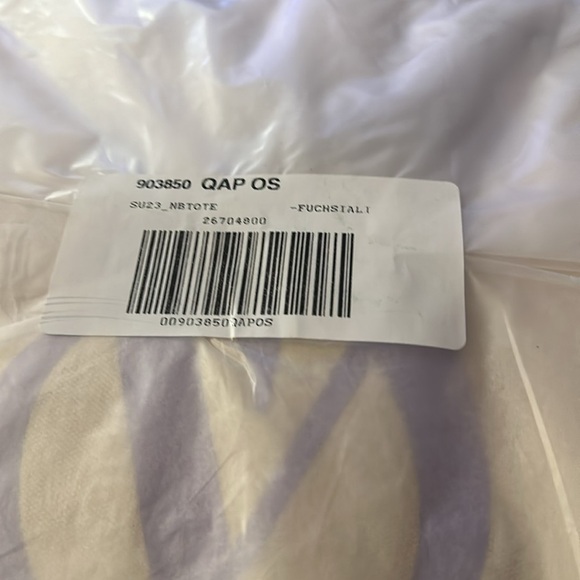 903850 QAP OS
SU23_NBTOTE -FUCHSIALI
26704800
00903850QAPOS